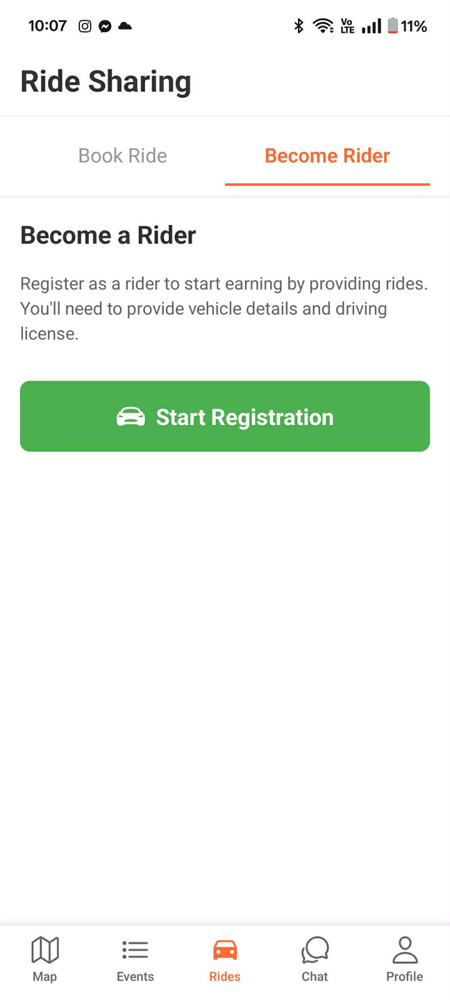 10:07 Vo LTE 11%
Ride Sharing
Book Ride Become Rider
Become a Rider
Register as a rider to start earning by providing rides.
You'll need to provide vehicle details and driving
license.
Start Registration
Map Events Rides Chat Profile